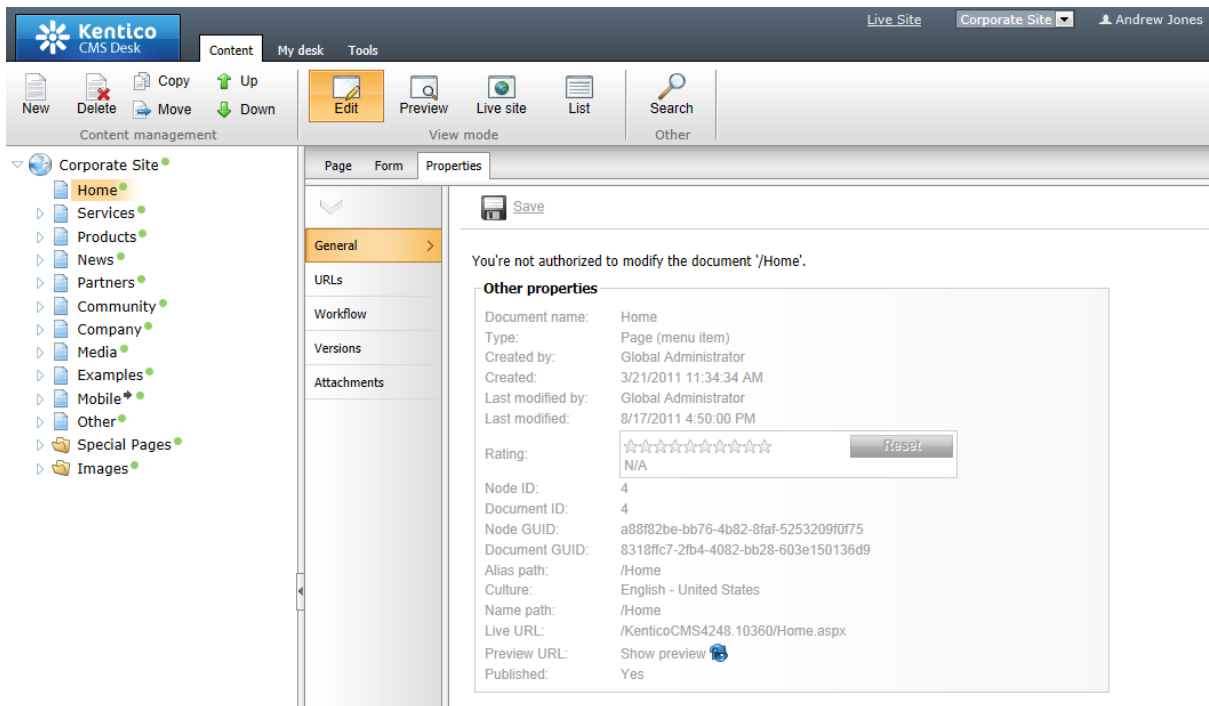 Live Site Corporate Site Andrew Jones
Kentico
CMS Desk
Content My desk Tools
New Delete Copy Move Up Down
Content management
Edit Preview Live site List
View mode
Search
Other
Corporate Site
Home
Services
Products
News
Partners
Community
Company
Media
Examples
Mobile
Other
Special Pages
Images
Page Form Properties
General
URLs
Workflow
Versions
Attachments
Save
You're not authorized to modify the document '/Home'.
Other properties
Document name: Home
Type: Page (menu item)
Created by: Global Administrator
Created: 3/21/2011 11:34:34 AM
Last modified by: Global Administrator
Last modified: 8/17/2011 4:50:00 PM
Rating: Reset
N/A
Node ID: 4
Document ID: 4
Node GUID: a88f82be-bb76-4b82-8faf-5253209f0f75
Document GUID: 8318ffc7-2fb4-4082-bb28-603e150136d9
Alias path: /Home
Culture: English - United States
Name path: /Home
Live URL: /KenticoCMS4248.10360/Home.aspx
Preview URL: Show preview
Published: Yes